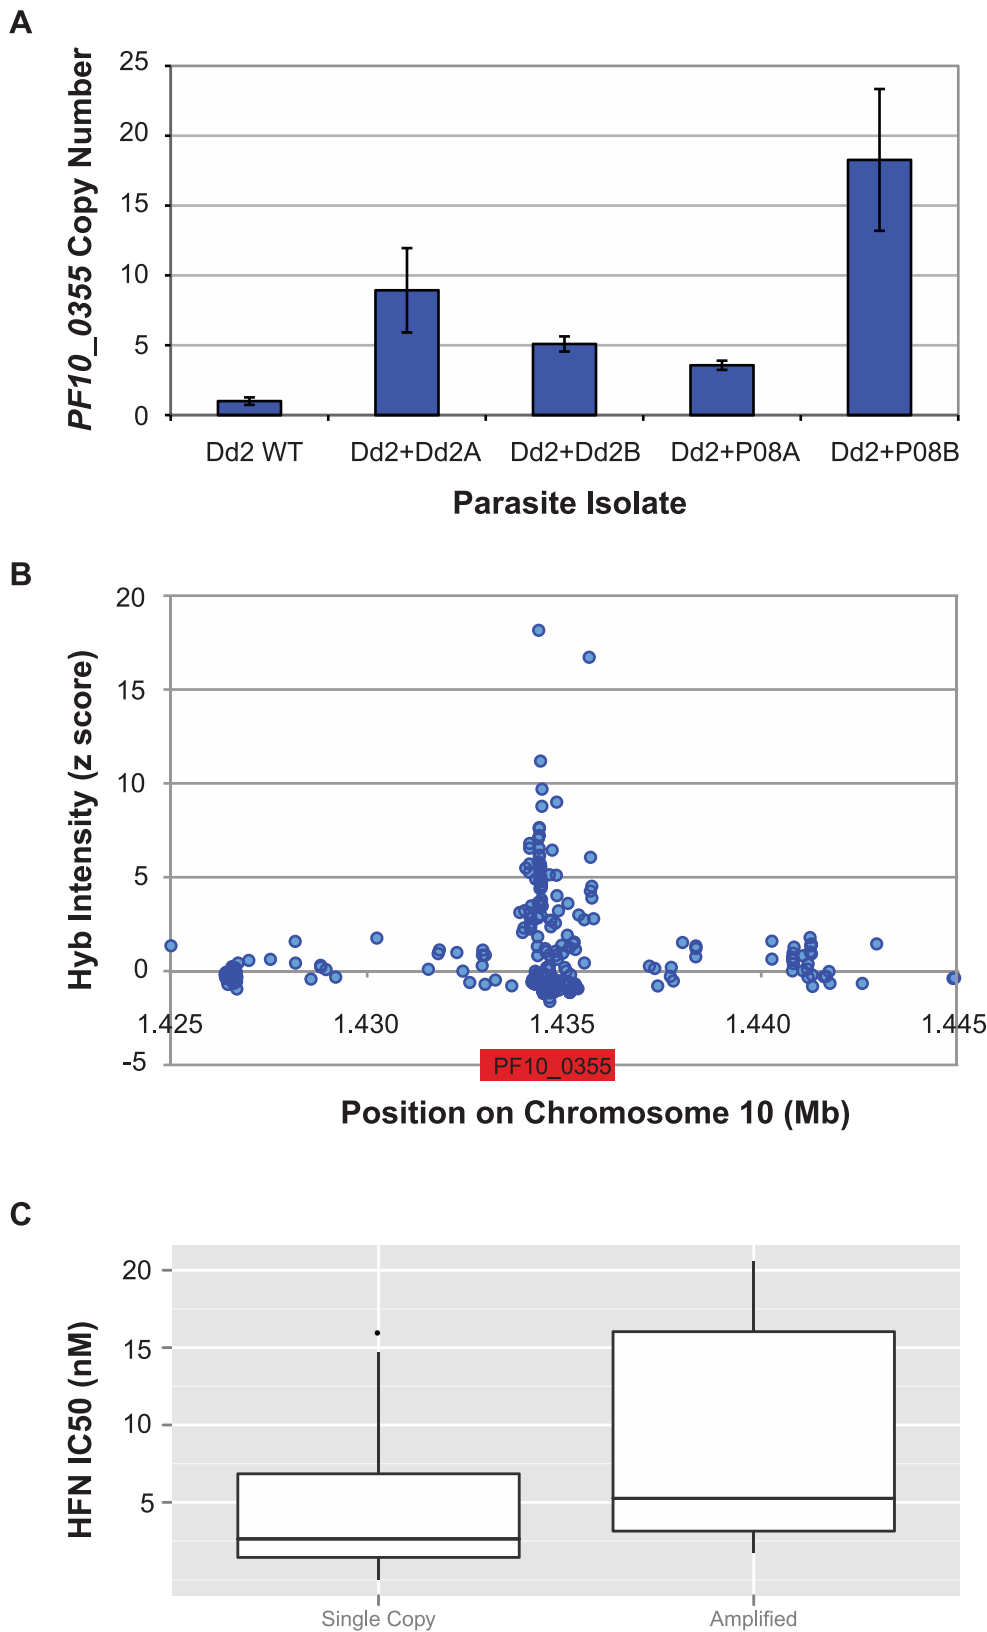 A
PF10_0355 Copy Number
25
20
15
10
5
0
Dd2 WT Dd2+Dd2A Dd2+Dd2B Dd2+P08A Dd2+P08B
Parasite Isolate
B
Hyb Intensity (z score)
20
15
10
5
0
-5
1.425 1.430 1.435 1.440 1.445
PF10_0355
Position on Chromosome 10 (Mb)
C
HFN IC50 (nM)
20
15
10
5
Single Copy Amplified